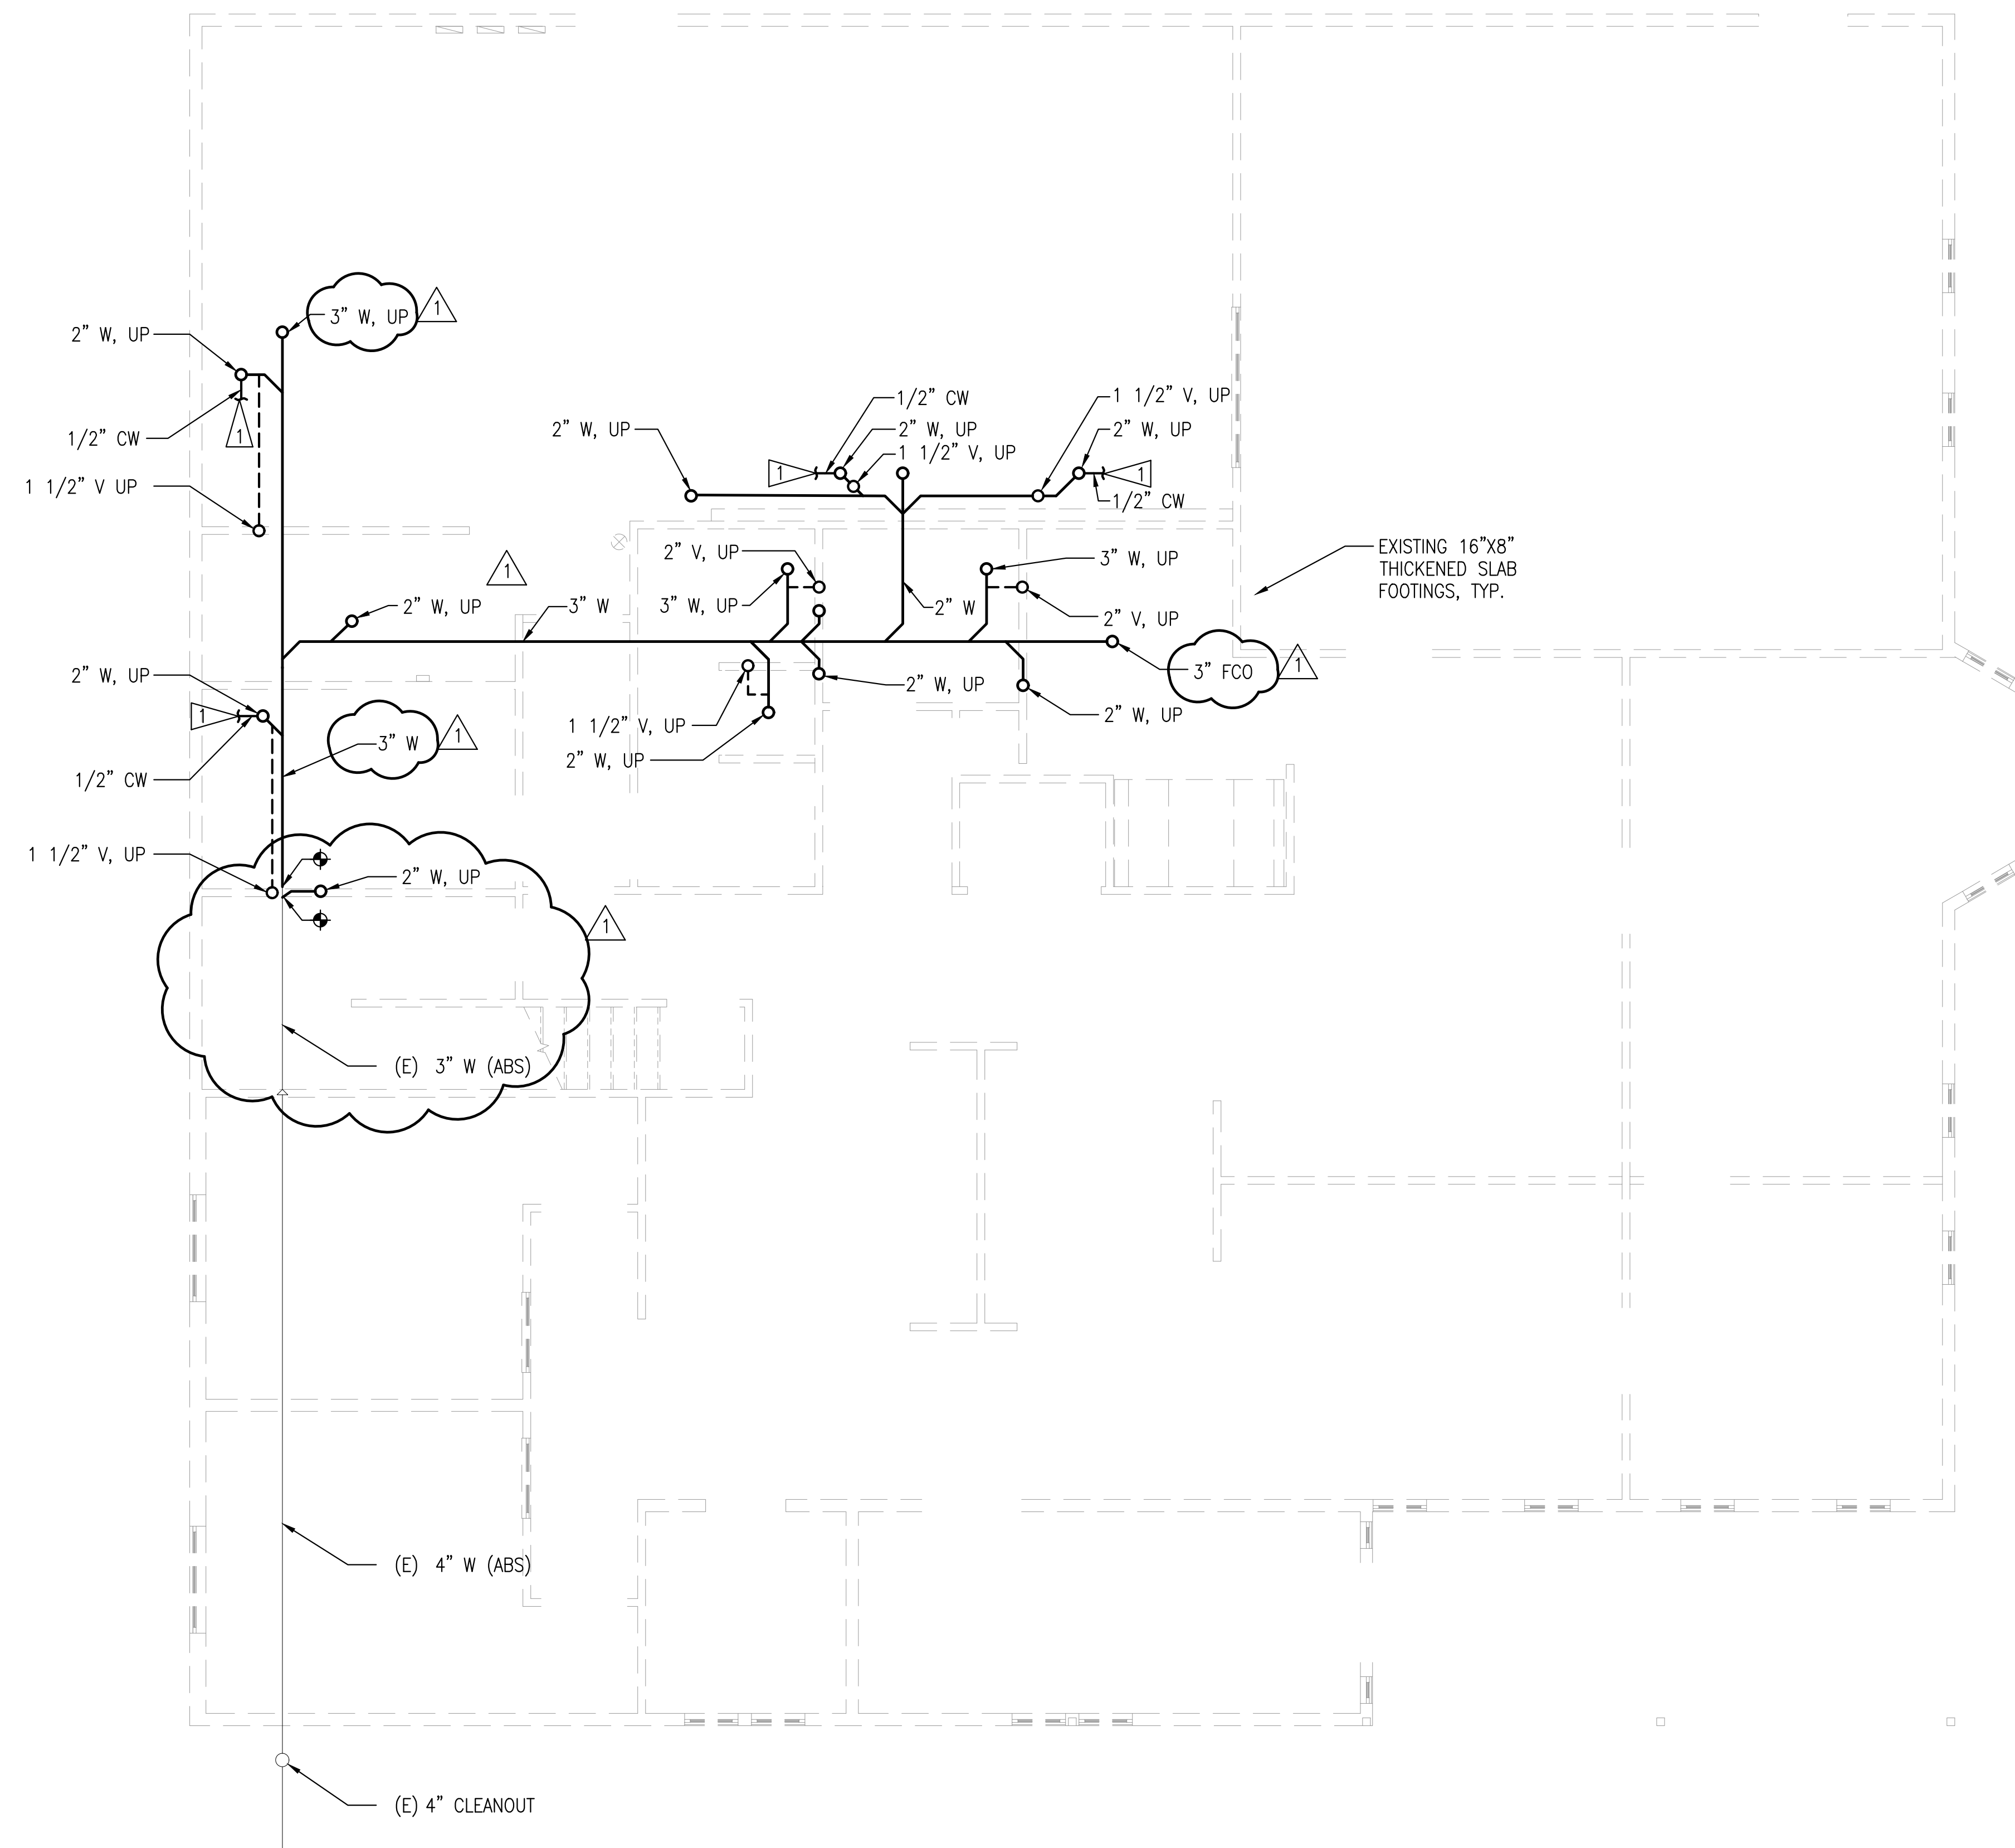 3” W, UP
1
2” W, UP
1/2” CW
1
1 1/2” V UP
1/2” CW
2” W, UP
2” W, UP
1 1/2” V, UP
1
1 1/2” V, UP
2” W, UP
1
1/2” CW
EXISTING 16”X8”
THICKENED SLAB
FOOTINGS, TYP.
1
2” V, UP
3” W, UP
3” W, UP
2” W
2” V, UP
2” W, UP
3” W
3” FCO
1
2” W, UP
2” W, UP
1 1/2” V, UP
2” W, UP
2” W, UP
1
3” W
1
1/2” CW
1 1/2” V, UP
2” W, UP
1
(E) 3” W (ABS)
(E) 4” W (ABS)
(E) 4” CLEANOUT